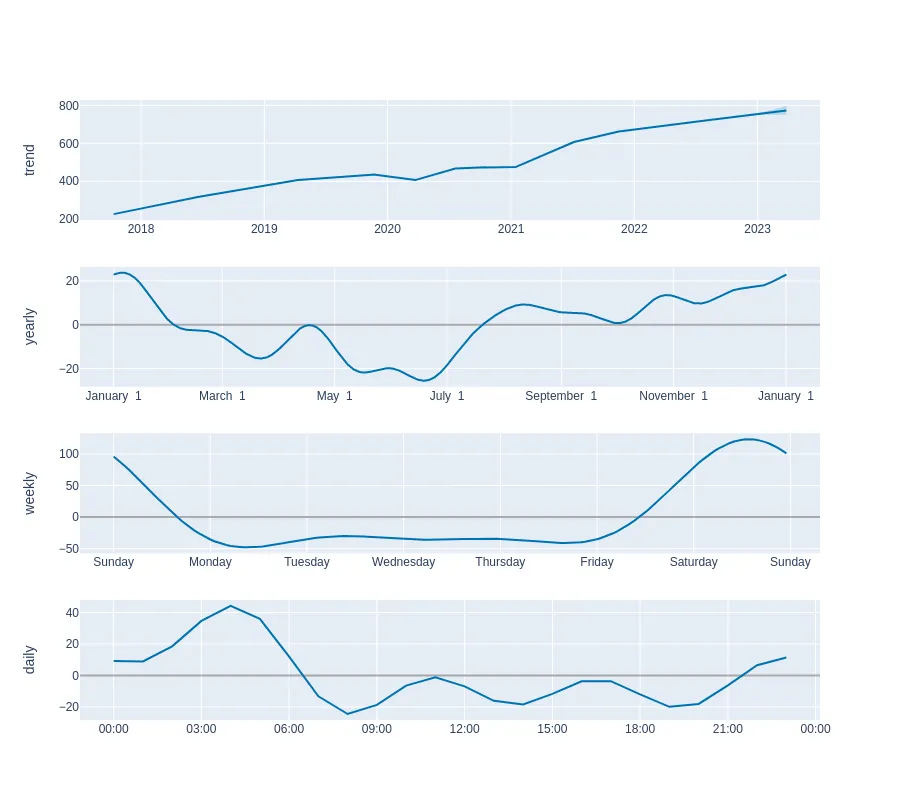 trend
800
600
400
200
2018 2019 2020 2021 2022 2023
yearly
20
0
−20
January 1 March 1 May 1 July 1 September 1 November 1 January 1
weekly
100
50
0
−50
Sunday Monday Tuesday Wednesday Thursday Friday Saturday Sunday
daily
40
20
0
−20
00:00 03:00 06:00 09:00 12:00 15:00 18:00 21:00 00:00